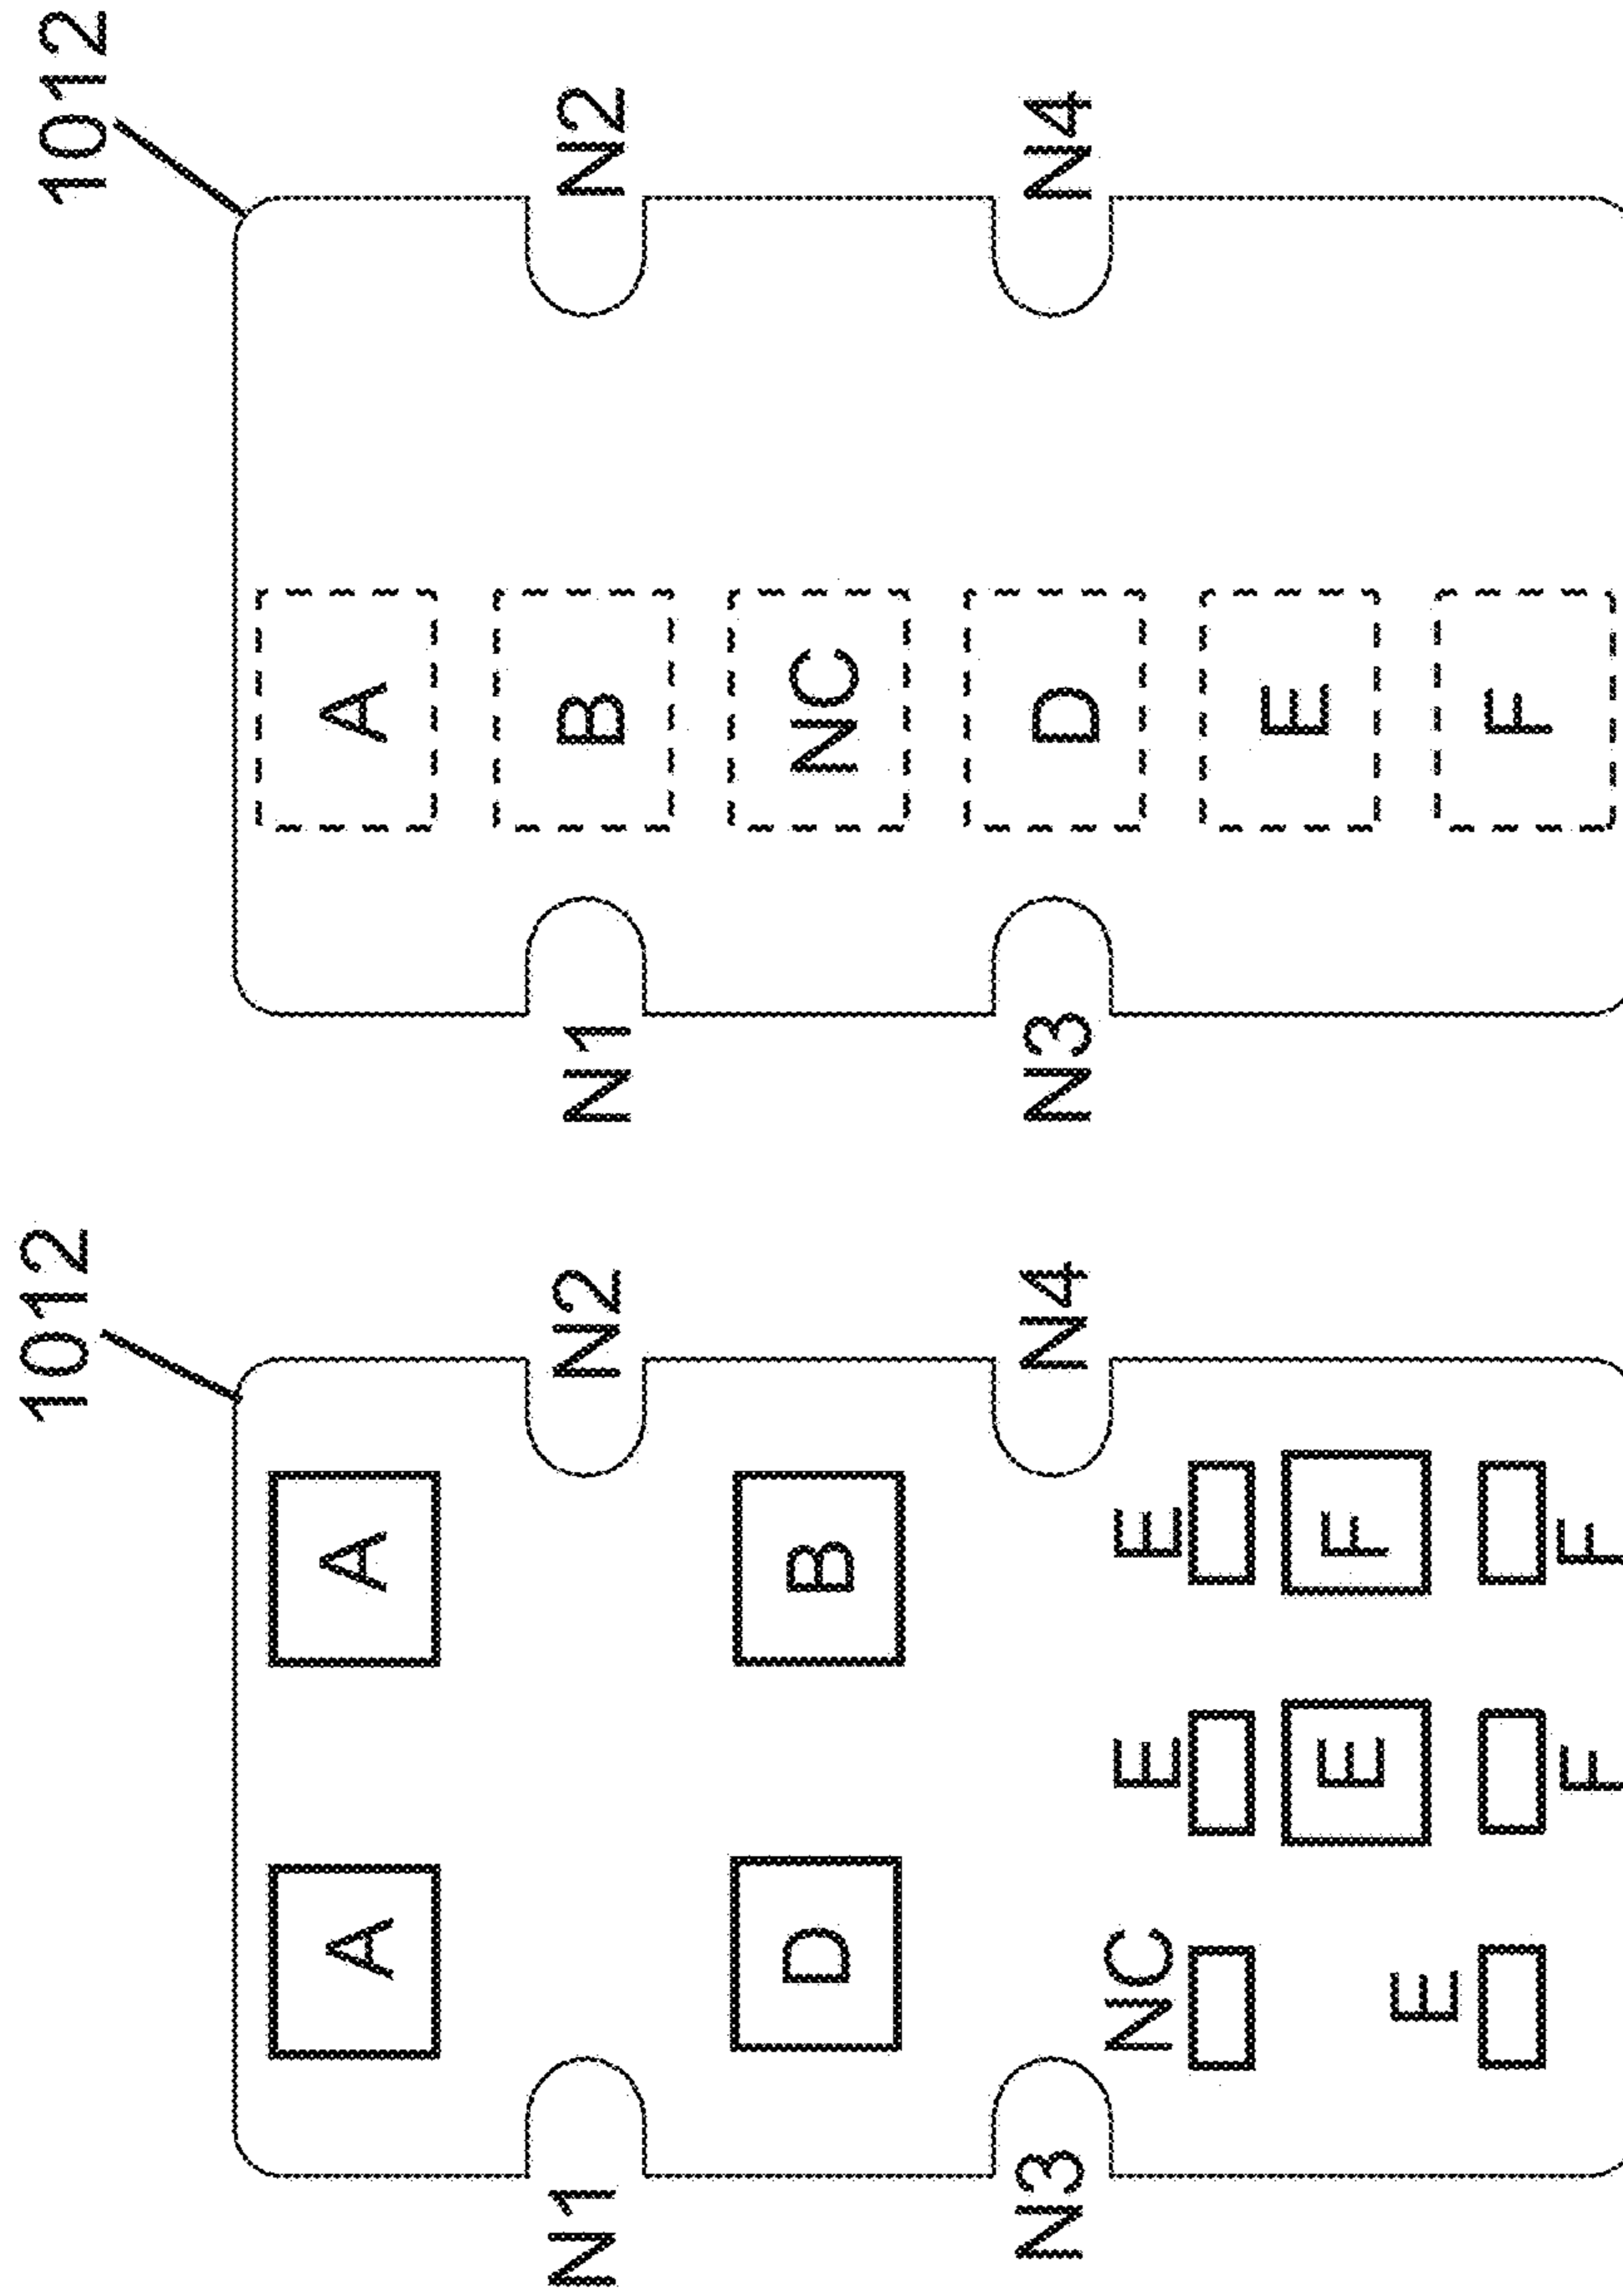 1012 1012
A A A
N1 N2 N1 B N2
D B NC
N3 N4 N3 D N4
NC E E
E F E
E F
F F